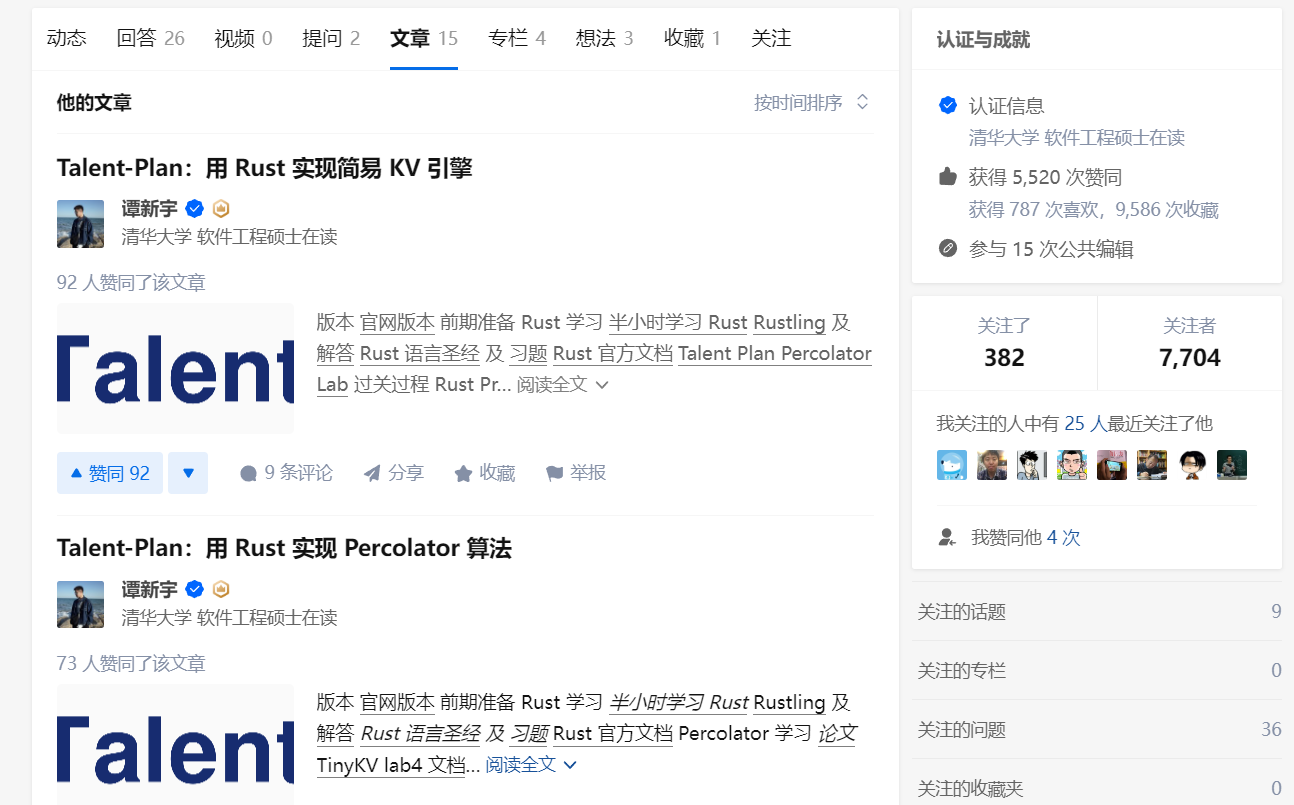 动态 回答 26 视频 0 提问 2 文章 15 专栏 4 想法 3 收藏 1 关注
他的文章 按时间排序
Talent-Plan：用 Rust 实现简易 KV 引擎
谭新宇
清华大学 软件工程硕士在读
92 人赞同了该文章
Talent
版本 官网版本 前期准备 Rust 学习 半小时学习 Rust Rustling 及
解答 Rust 语言圣经 及 习题 Rust 官方文档 Talent Plan Percolator
Lab 过关过程 Rust Pr... 阅读全文
赞同 92 9 条评论 分享 收藏 举报
Talent-Plan：用 Rust 实现 Percolator 算法
谭新宇
清华大学 软件工程硕士在读
73 人赞同了该文章
Talent
版本 官网版本 前期准备 Rust 学习 半小时学习 Rust Rustling 及
解答 Rust 语言圣经 及 习题 Rust 官方文档 Percolator 学习 论文
TinyKV lab4 文档... 阅读全文
认证与成就
认证信息
清华大学 软件工程硕士在读
获得 5,520 次赞同
获得 787 次喜欢，9,586 次收藏
参与 15 次公共编辑
关注了 关注者
382 7,704
我关注的人中有 25 人最近关注了他
我赞同他 4 次
关注的话题 9
关注的专栏 0
关注的问题 36
关注的收藏夹 0